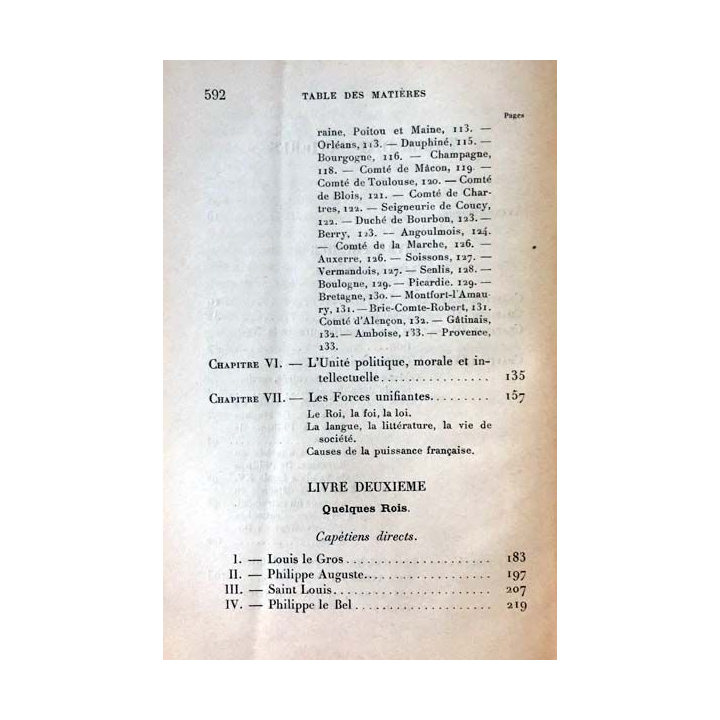 592 TABLE DES MATIÈRES
Pages
raine, Poitou et Maine, 113. —
Orléans, 113. — Dauphiné, 115. —
Bourgogne, 116. — Champagne,
118. — Comté de Mâcon, 119. —
Comté de Toulouse, 120. — Comté
de Blois, 121. — Comté de Char-
tres, 122. — Seigneurie de Coucy,
122. — Duché de Bourbon, 123. —
Berry, 123. — Angoulmois, 124.
— Comté de la Marche, 126. —
Auxerre, 126. — Soissons, 127. —
Vermandois, 127. — Senlis, 128. —
Boulogne, 129. — Picardie. 129. —
Bretagne, 130. — Montfort-l'Amau-
ry, 131. — Brie-Comte-Robert, 131.
Comté d'Alençon, 132. — Gâtinais,
132. — Amboise, 133. — Provence,
133.
CHAPITRE VI. — L'Unité politique, morale et in-
tellectuelle............... 135
CHAPITRE VII. — Les Forces unifiantes......... 157
Le Roi, la foi, la loi.
La langue, la littérature, la vie de
société.
Causes de la puissance française.
LIVRE DEUXIEME
Quelques Rois.
Capétiens directs.
I. — Louis le Gros..................... 183
II. — Philippe Auguste................. 197
III. — Saint Louis..................... 207
IV. — Philippe le Bel.................. 219